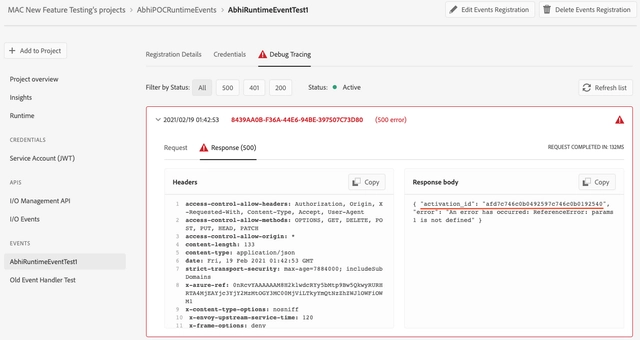 MAC New Feature Testing's projects > AbhiPOCRuntimeEvents > AbhiRuntimeEventTest1
Edit Events Registration
Delete Events Registration
+ Add to Project
Project overview
Insights
Runtime
CREDENTIALS
Service Account (JWT)
APIS
I/O Management API
I/O Events
EVENTS
AbhiRuntimeEventTest1
Old Event Handler Test
Registration Details
Credentials
Debug Tracing
Filter by Status:
All
500
401
200
Status:
Active
Refresh list
2021/02/19 01:42:53
8439AA0B-F36A-44E6-94BE-397507C73D80
(500 error)
Request
Response (500)
REQUEST COMPLETED IN: 132MS
Headers
Copy
1 access-control-allow-headers: Authorization, Origin, X
-Requested-With, Content-Type, Accept, User-Agent
2 access-control-allow-methods: OPTIONS, GET, DELETE, PO
ST, PUT, HEAD, PATCH
3 access-control-allow-origin: *
4 content-length: 133
5 content-type: application/json
6 date: Fri, 19 Feb 2021 01:42:53 GMT
7 strict-transport-security: max-age=7884000; includeSub
Domains
8 x-azure-ref:
9 x-content-type-options: nosniff
10 x-envoy-upstream-service-time: 120
11 x-frame-options: deny
Response body
Copy
{ "activation_id": "afd7c746c0b0492597c746c0b0192540",
"error": "An error has occurred: ReferenceError: params
1 is not defined" }